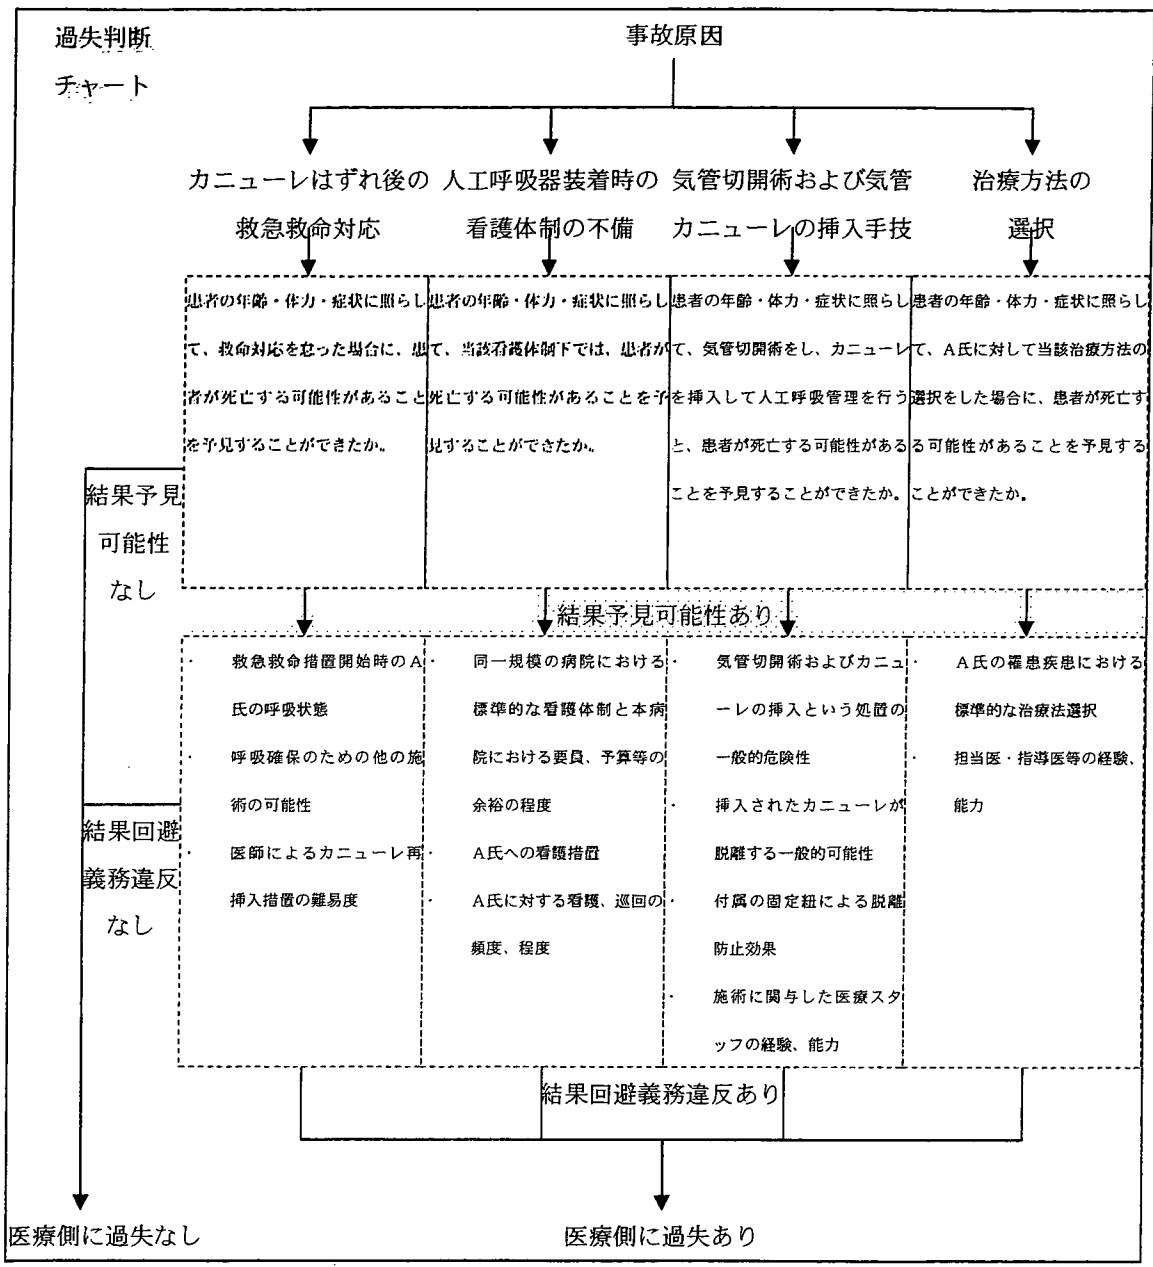 過失判断
チャート
事故原因
カニューレはずれ後の
救急救命対応
人工呼吸器装着時の
看護体制の不備
気管切開術および気管
カニューレの挿入手技
治療方法の
選択
患者の年齢・体力・症状に照らし
て、救命対応を怠った場合に、患
者が死亡する可能性があること
を予見することができたか。
患者の年齢・体力・症状に照らし
て、当該看護体制下では、患者が
死亡する可能性があることを予
見することができたか。
患者の年齢・体力・症状に照らし
て、気管切開術をし、カニューレ
を挿入して人工呼吸管理を行う
と、患者が死亡する可能性がある
ことを予見することができたか。
患者の年齢・体力・症状に照らし
て、A氏に対して当該治療方法の
選択をした場合に、患者が死亡す
る可能性があることを予見する
ことができたか。
結果予見
可能性
なし
結果予見可能性あり
・ 救急救命措置開始時のA
氏の呼吸状態
・ 呼吸確保のための他の施
術の可能性
・ 医師によるカニューレ再
挿入措置の難易度
・ 同一規模の病院における
標準的な看護体制と本病
院における要員、予算等の
余裕の程度
・ A氏への看護措置
・ A氏に対する看護、巡回の
頻度、程度
・ 気管切開術およびカニュ
ーレの挿入という処置の
一般的危険性
・ 挿入されたカニューレが
脱離する一般的可能性
・ 付属の固定紐による脱離
防止効果
・ 施術に関与した医療スタ
ッフの経験、能力
・ A氏の罹患疾患における
標準的な治療法選択
・ 担当医・指導医等の経験、
能力
結果回避
義務違反
なし
結果回避義務違反あり
医療側に過失なし
医療側に過失あり